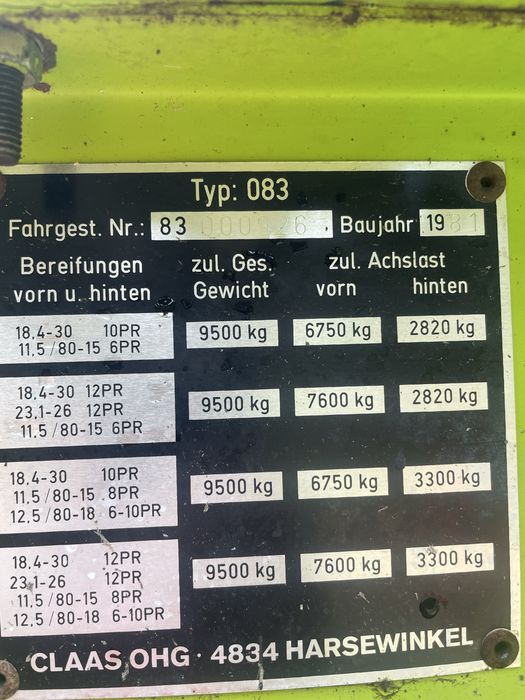 Typ: 083
Fahrgest. Nr.: 83 Baujahr 1981
Bereifungen vorn u. hinten zul. Ges. Gewicht zul. Achslast vorn hinten
18.4-30 10PR
11.5/80-15 6PR 9500 kg 6750 kg 2820 kg
18.4-30 12PR
23.1-26 12PR 9500 kg 7600 kg 2820 kg
11.5/80-15 6PR
18.4-30 10PR
11.5/80-15 8PR 9500 kg 6750 kg 3300 kg
12.5/80-18 6-10PR
18.4-30 12PR
23.1-26 12PR 9500 kg 7600 kg 3300 kg
11.5/80-15 8PR
12.5/80-18 6-10PR
CLAAS OHG · 4834 HARSEWINKEL